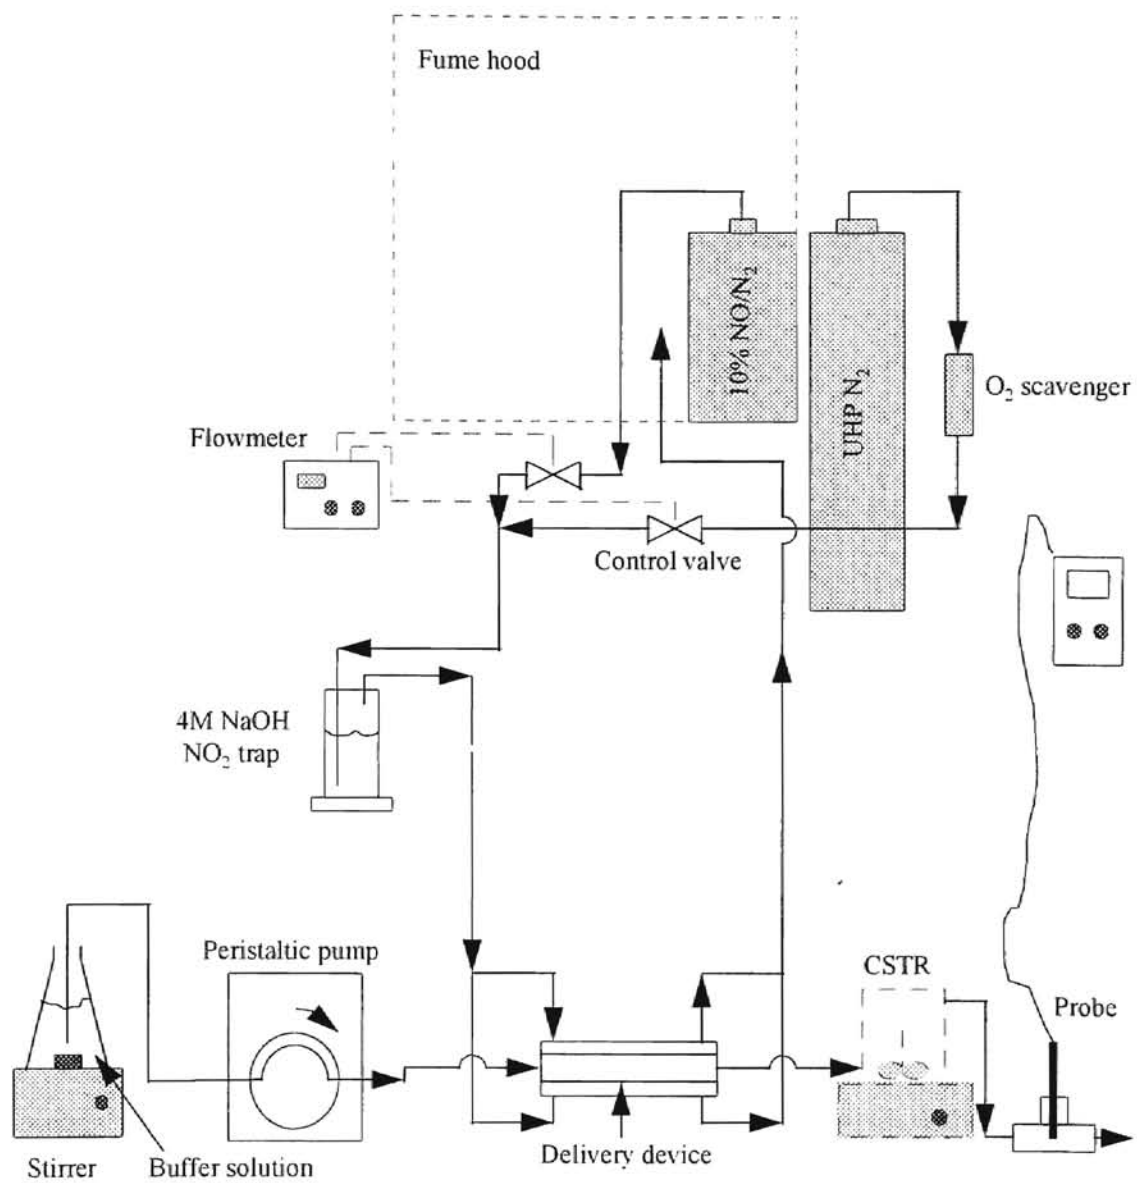 Fume hood
10% NO/N₂
UHP N₂
O₂ scavenger
Flowmeter
Control valve
4M NaOH
NO₂ trap
Peristaltic pump
CSTR
Probe
Stirrer
Buffer solution
Delivery device